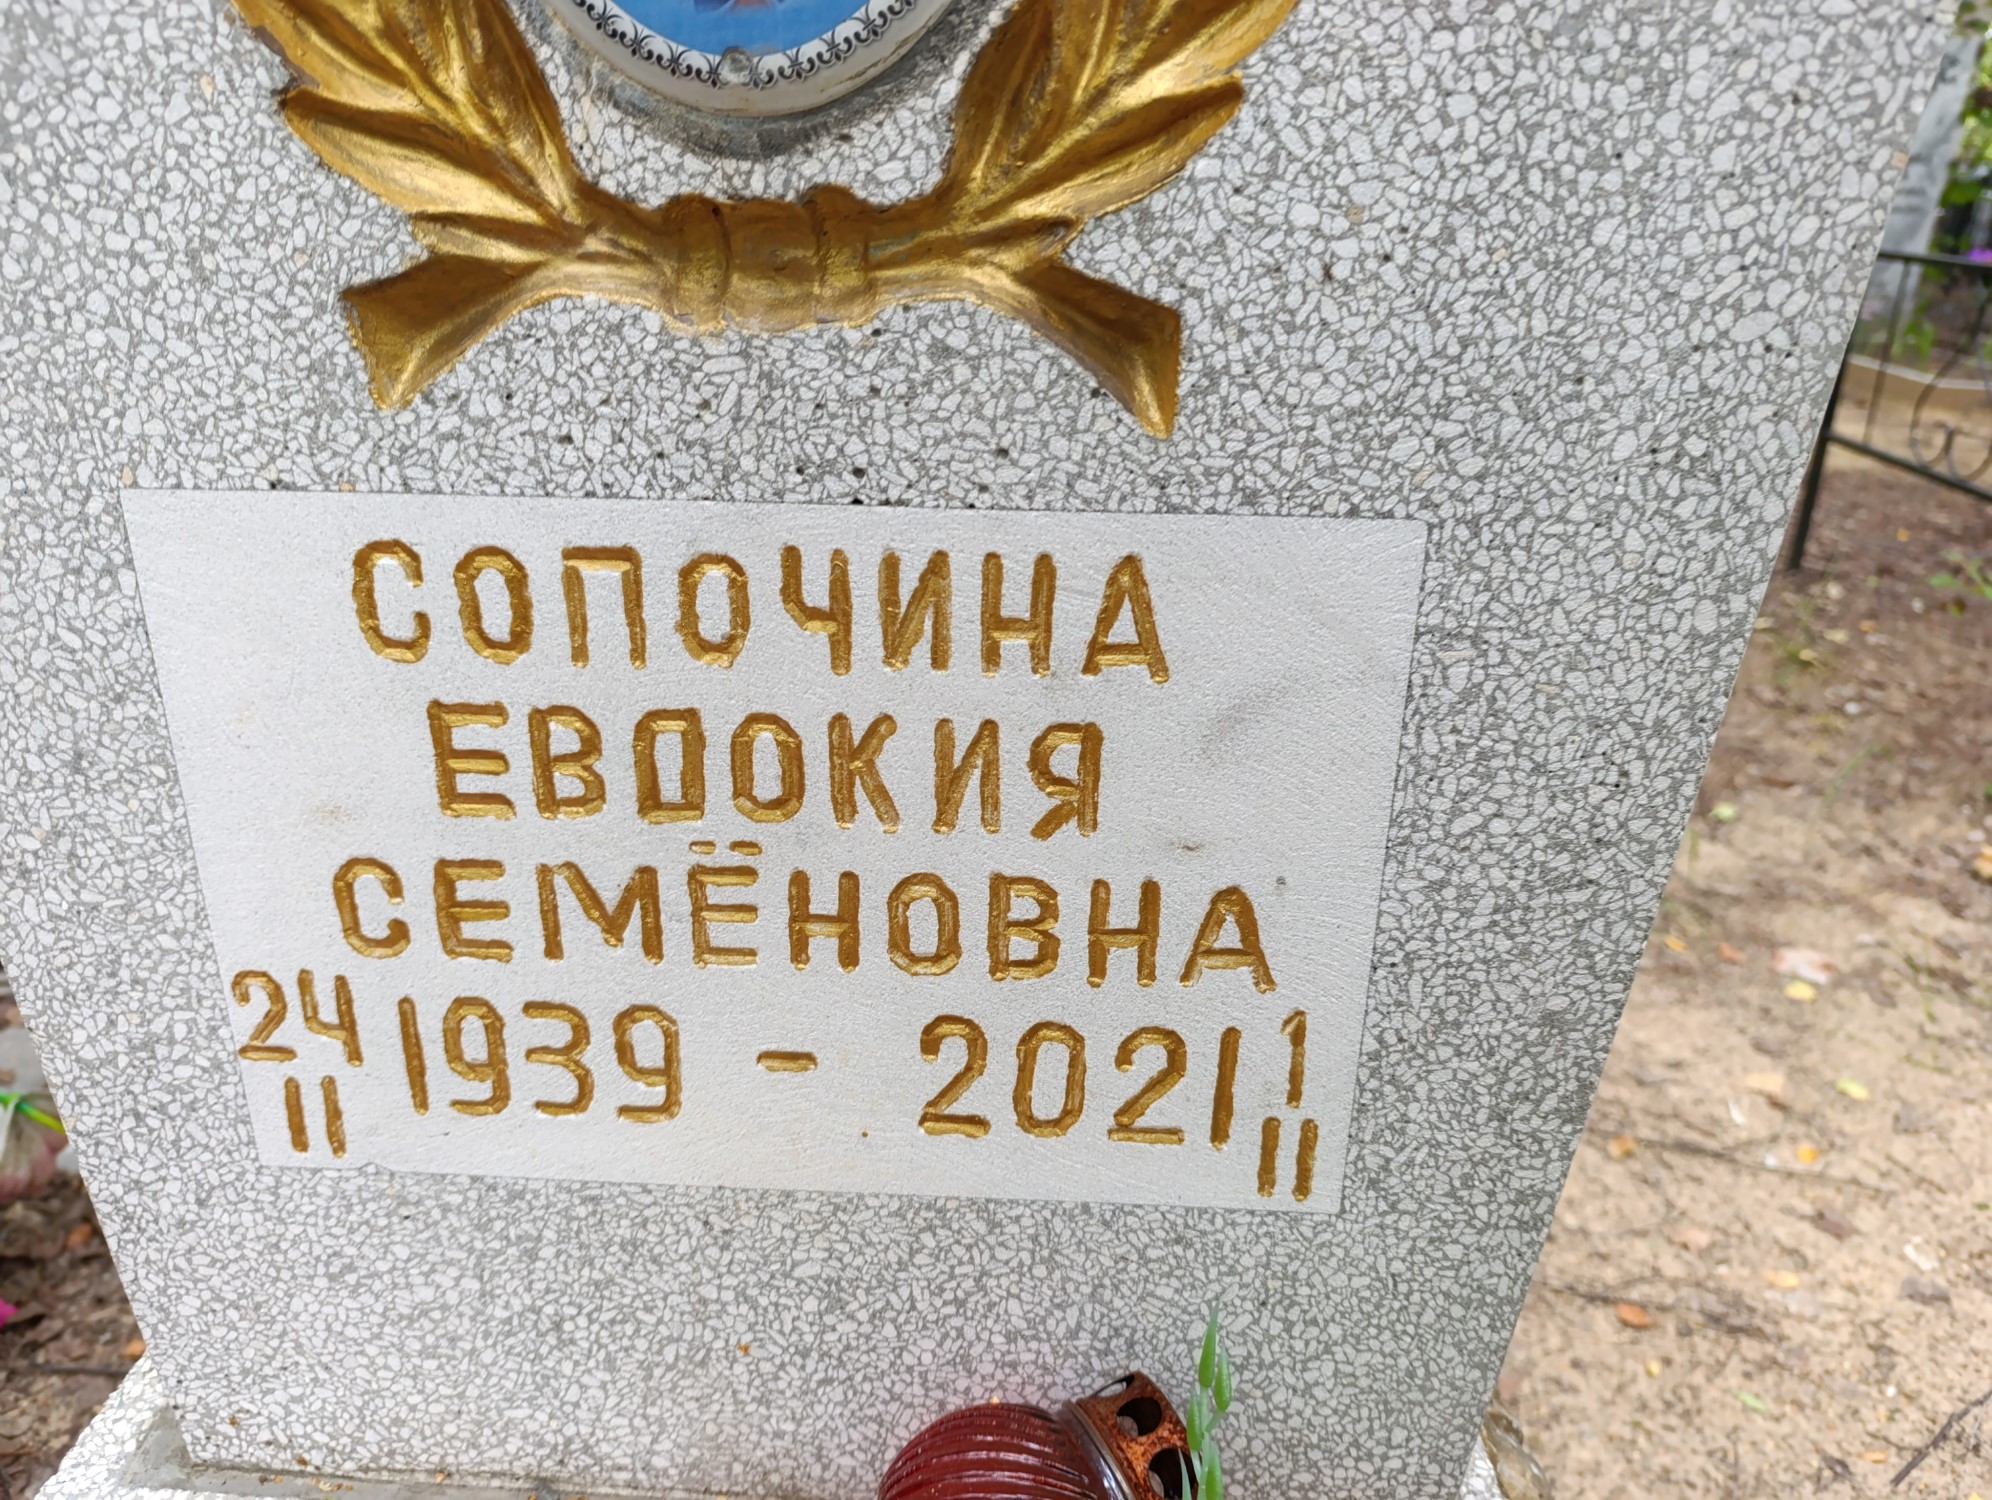 СОПОЧИНА
ЕВДОКИЯ
СЕМЁНОВНА
24 1939 - 2021 1
II II